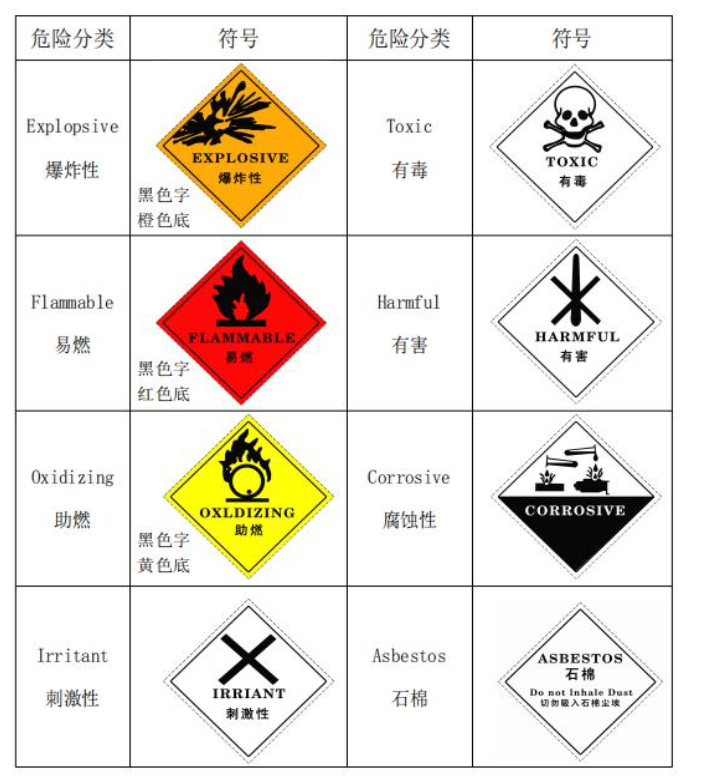 危险分类 符号 危险分类 符号
Explopsive
爆炸性
EXPLOSIVE
爆炸性
黑色字
橙色底
Toxic
有毒
TOXIC
有毒
Flammable
易燃
FLAMMABLE
易燃
黑色字
红色底
Harmful
有害
HARMFUL
有害
Oxidizing
助燃
OXLDIZING
助燃
黑色字
黄色底
Corrosive
腐蚀性
CORROSIVE
Irritant
刺激性
IRRIANT
刺激性
Asbestos
石棉
ASBESTOS
石棉
Do not Inhale Dust
切勿吸入石棉尘埃